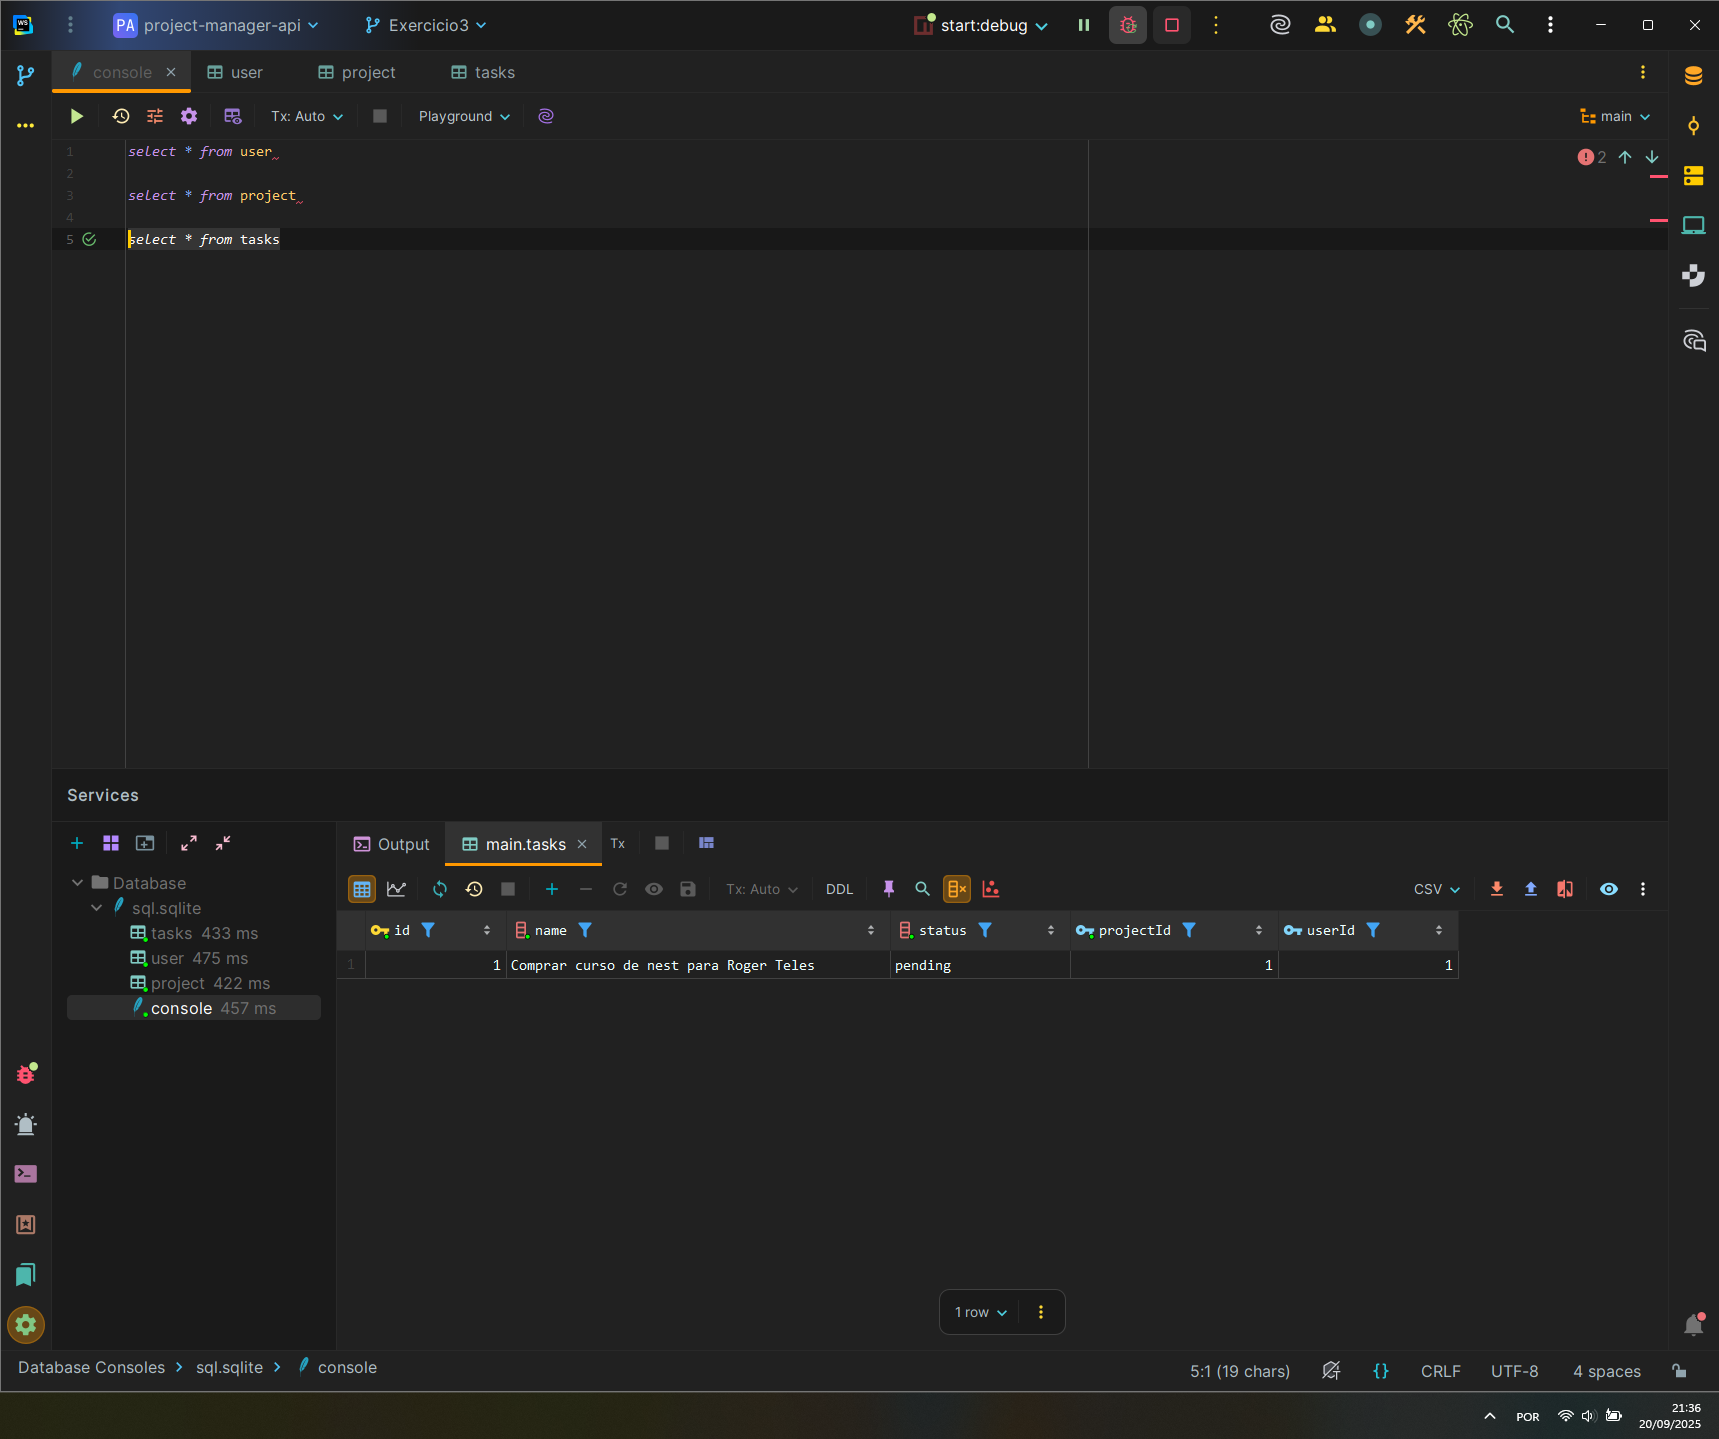 WS
PA project-manager-api
Exercicio3
start:debug
console
user
project
tasks
Tx: Auto
Playground
main
1 select * from user
2
3 select * from project
4
5 select * from tasks
2
Services
Output
main.tasks
Tx
Database
sql.sqlite
tasks 433 ms
user 475 ms
project 422 ms
console 457 ms
Tx: Auto
DDL
CSV
id name status projectId userId
1 1 Comprar curso de nest para Roger Teles pending 1 1
1 row
Database Consoles > sql.sqlite > console
5:1 (19 chars)
{}
CRLF
UTF-8
4 spaces
POR
21:36
20/09/2025